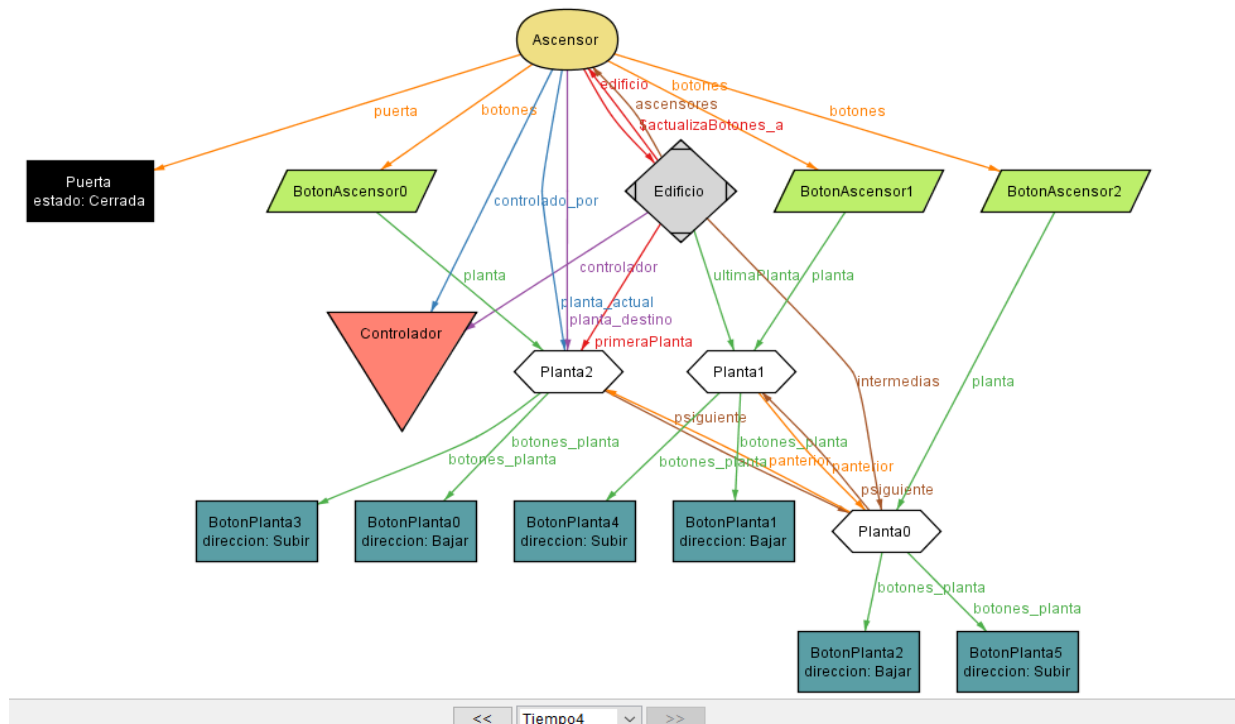 Ascensor
edificio
botones
ascensores
puerta
botones
botones
$actualizaBotones_a
Puerta
estado: Cerrada
BotonAscensor0
Edificio
BotonAscensor1
BotonAscensor2
controlado_por
planta
controlador
ultimaPlanta
planta
planta_actual
planta_destino
Controlador
primeraPlanta
Planta2
Planta1
intermedias
planta
psiguiente
botones_planta
botones_planta
botones_planta
botones_planta
panterior
panterior
psiguiente
BotonPlanta3
direccion: Subir
BotonPlanta0
direccion: Bajar
BotonPlanta4
direccion: Subir
BotonPlanta1
direccion: Bajar
Planta0
botones_planta
botones_planta
BotonPlanta2
direccion: Bajar
BotonPlanta5
direccion: Subir
<< Tiempo4 >>